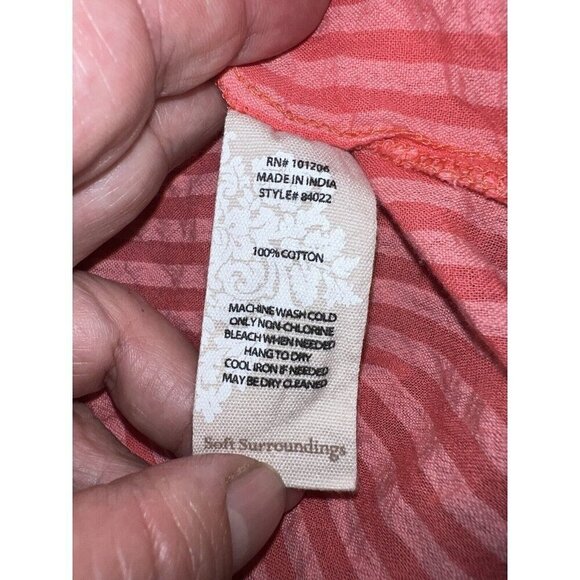 RN# 101206
MADE IN INDIA
STYLE# 84022
100% COTTON
MACHINE WASH COLD
ONLY NON-CHLORINE
BLEACH WHEN NEEDED
HANG TO DRY
COOL IRON IF NEEDED
MAY BE DRY CLEANED
Soft Surroundings